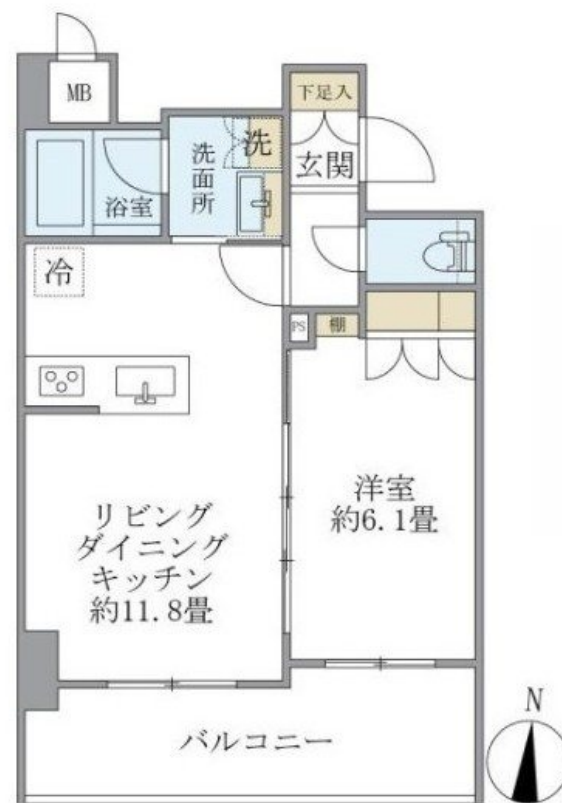 MB
下足入
洗
洗面所
玄関
浴室
冷
PS
棚
洋室
約6.1畳
リビング
ダイニング
キッチン
約11.8畳
バルコニー
N